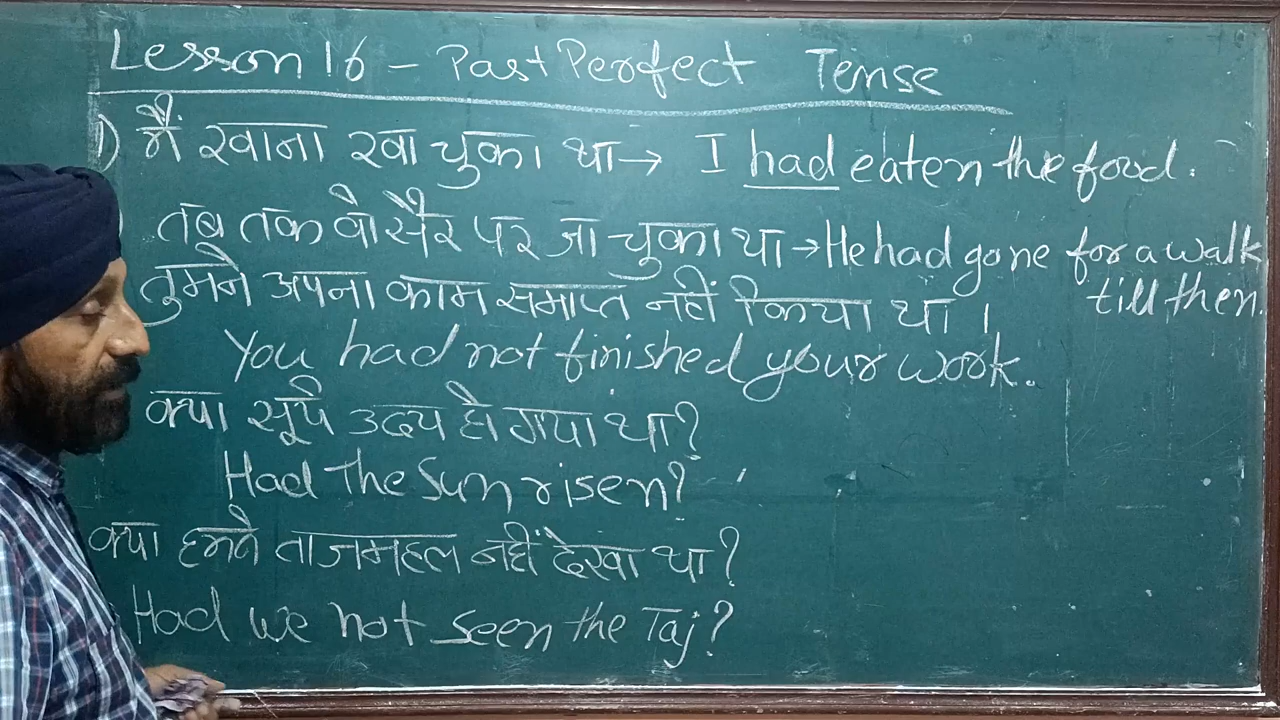 Lesson 16 - Past Perfect Tense
1) मैं खाना खा चुका था → I had eaten the food.
तब तक वो सैर पर जा चुका था → He had gone for a walk
till then.
तुमने अपना काम समाप्त नहीं किया था ।
You had not finished your work.
क्या सूर्य उदय हो गया था?
Had the Sun risen?
क्या हमने ताजमहल नहीं देखा था?
Had we not seen the Taj?